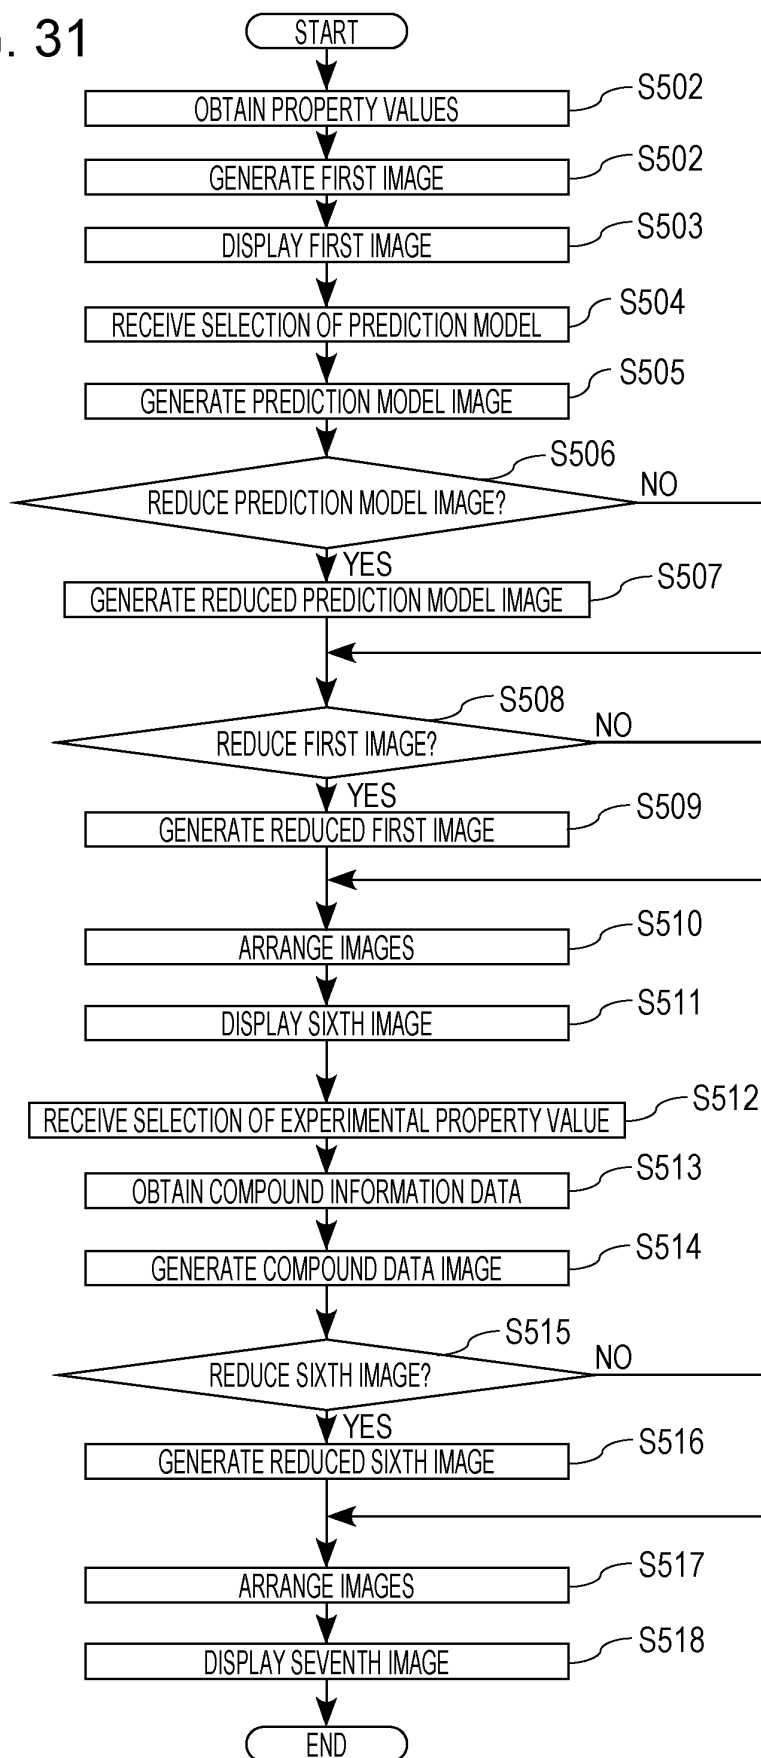 . 31
START
OBTAIN PROPERTY VALUES
S502
GENERATE FIRST IMAGE
S502
DISPLAY FIRST IMAGE
S503
RECEIVE SELECTION OF PREDICTION MODEL
S504
GENERATE PREDICTION MODEL IMAGE
S505
REDUCE PREDICTION MODEL IMAGE?
S506
NO
YES
GENERATE REDUCED PREDICTION MODEL IMAGE
S507
REDUCE FIRST IMAGE?
S508
NO
YES
GENERATE REDUCED FIRST IMAGE
S509
ARRANGE IMAGES
S510
DISPLAY SIXTH IMAGE
S511
RECEIVE SELECTION OF EXPERIMENTAL PROPERTY VALUE
S512
OBTAIN COMPOUND INFORMATION DATA
S513
GENERATE COMPOUND DATA IMAGE
S514
REDUCE SIXTH IMAGE?
S515
NO
YES
GENERATE REDUCED SIXTH IMAGE
S516
ARRANGE IMAGES
S517
DISPLAY SEVENTH IMAGE
S518
END